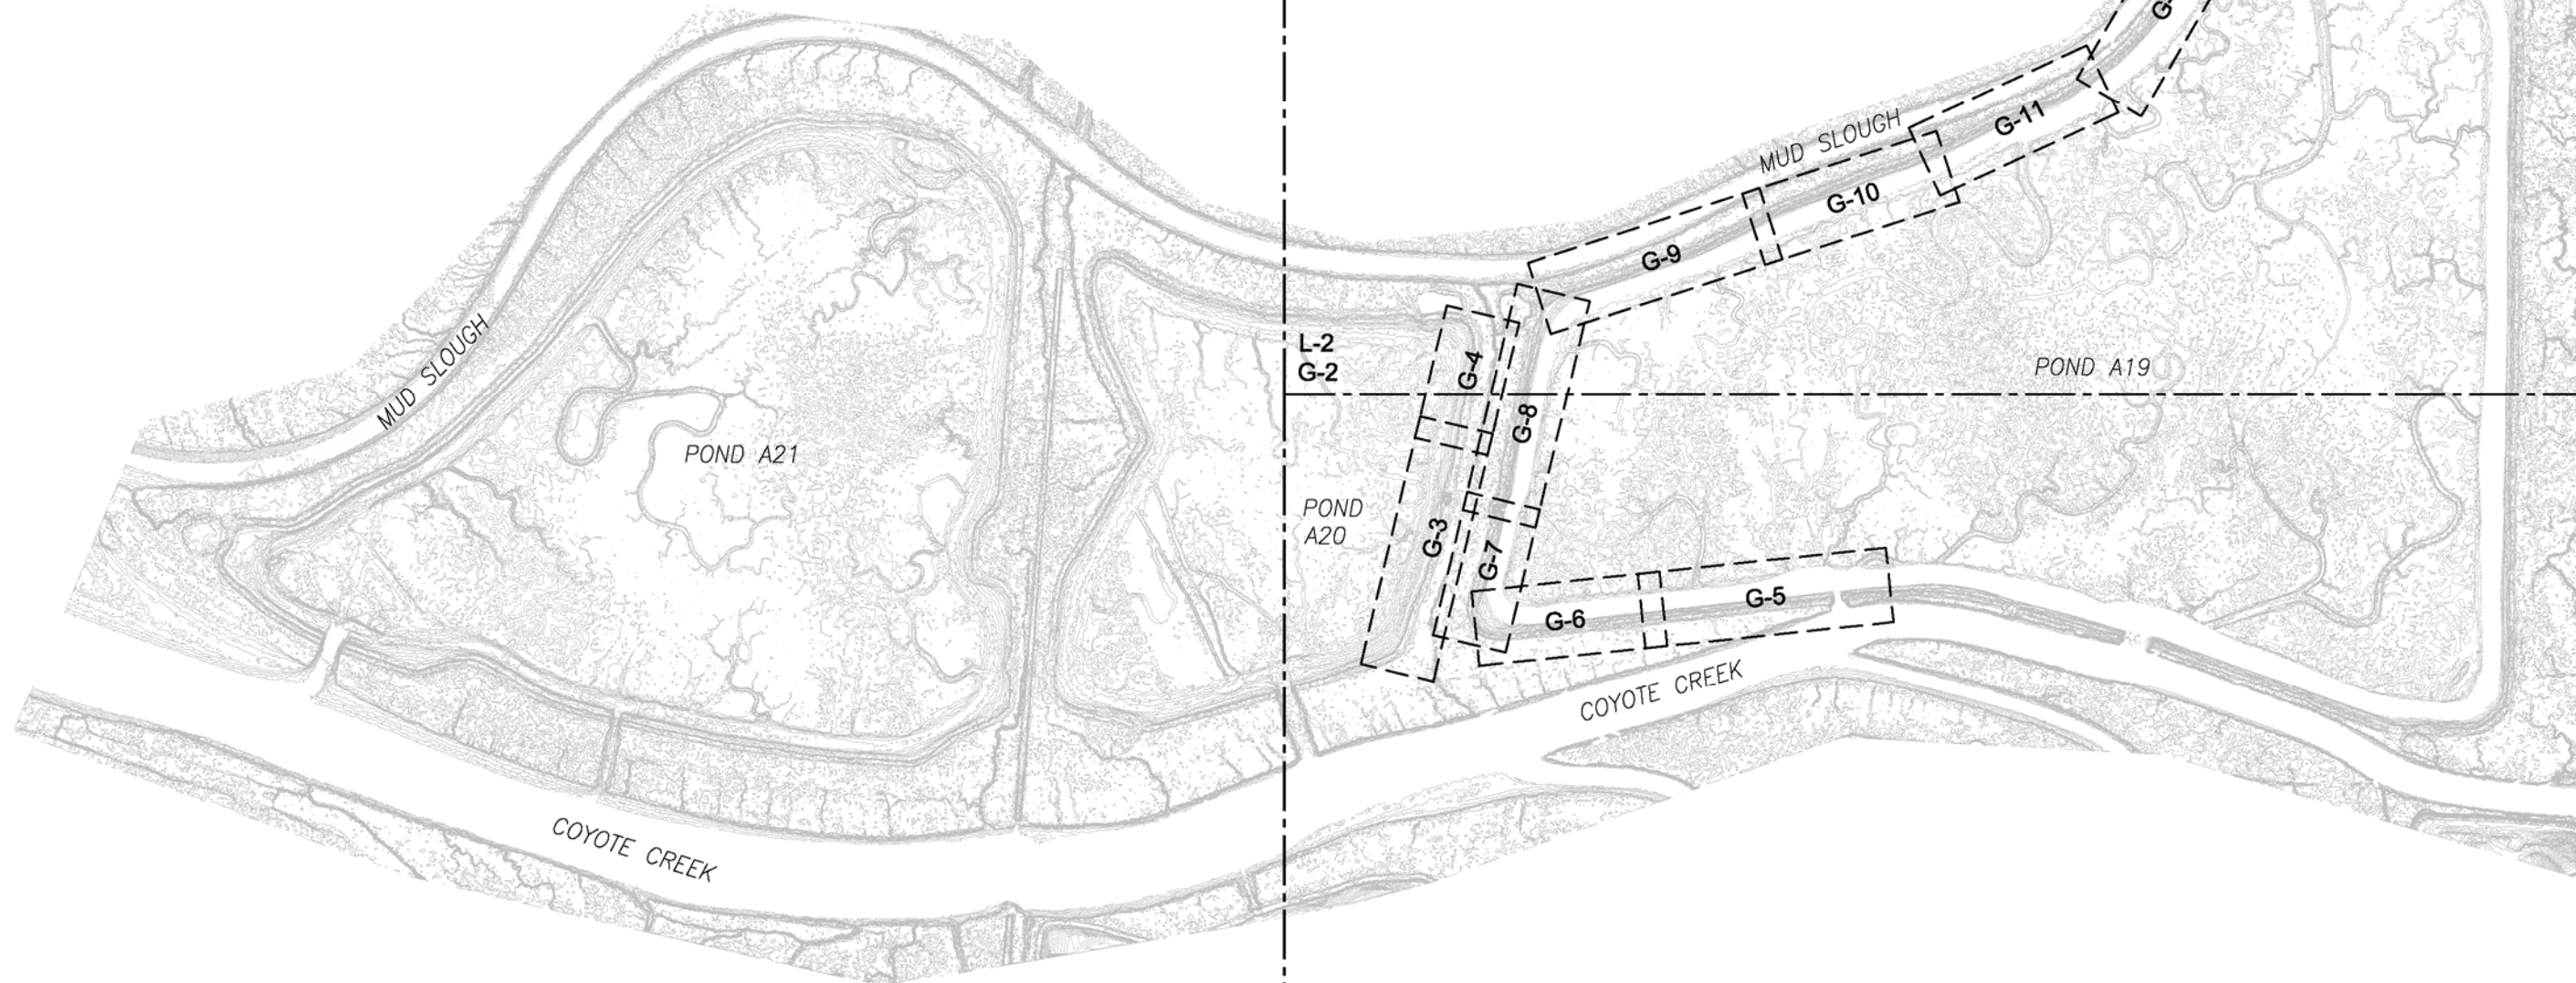 G-
G-11
MUD SLOUGH
G-10
G-9
L-2
G-2
G-4
MUD SLOUGH
POND A19
G-8
POND A21
POND
A20
G-3
G-7
G-5
G-6
COYOTE CREEK
COYOTE CREEK